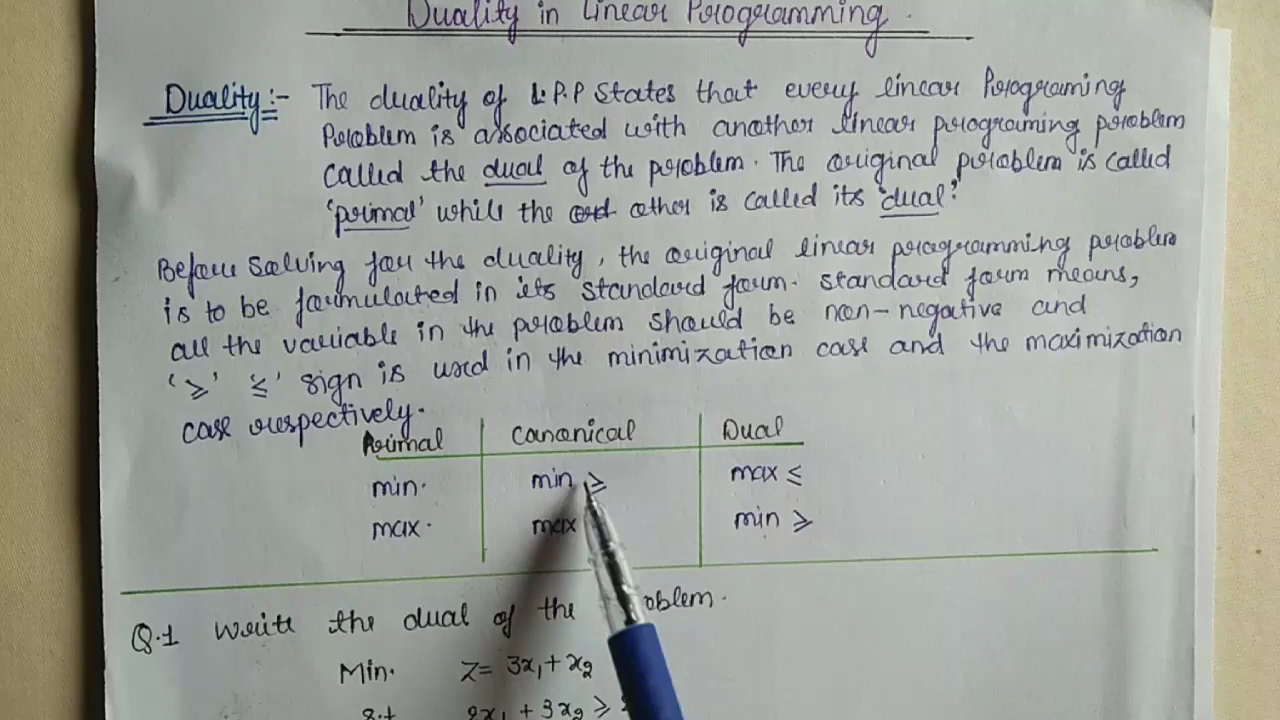 Duality in Linear Programming.
Duality:- The duality of L.P.P States that every linear Programing
Problem is associated with another linear programing problem
called the dual of the problem. The original problem is called
'primal' while the other is called its 'dual'.
Before Solving for the duality, the original linear programming problem
is to be formulated in its standard form. standard form means,
all the variable in the problem should be non-negative and
'≥' '≤' sign is used in the minimization case and the maximization
case respectively.
Primal Canonical Dual
min. min ≥ max ≤
max. max min ≥
Q.1 Write the dual of the
Min. Z= 3x₁+x₂
S.t 2x₁ + 3x₂ ≥